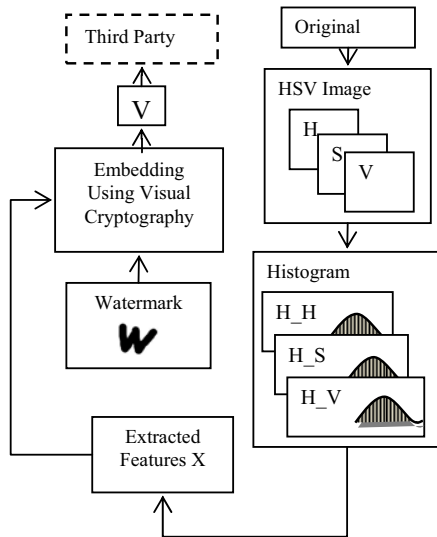 Third Party
V
Embedding
Using Visual
Cryptography
Watermark
W
Extracted
Features X
Original
HSV Image
H
S
V
Histogram
H_H
H_S
H_V